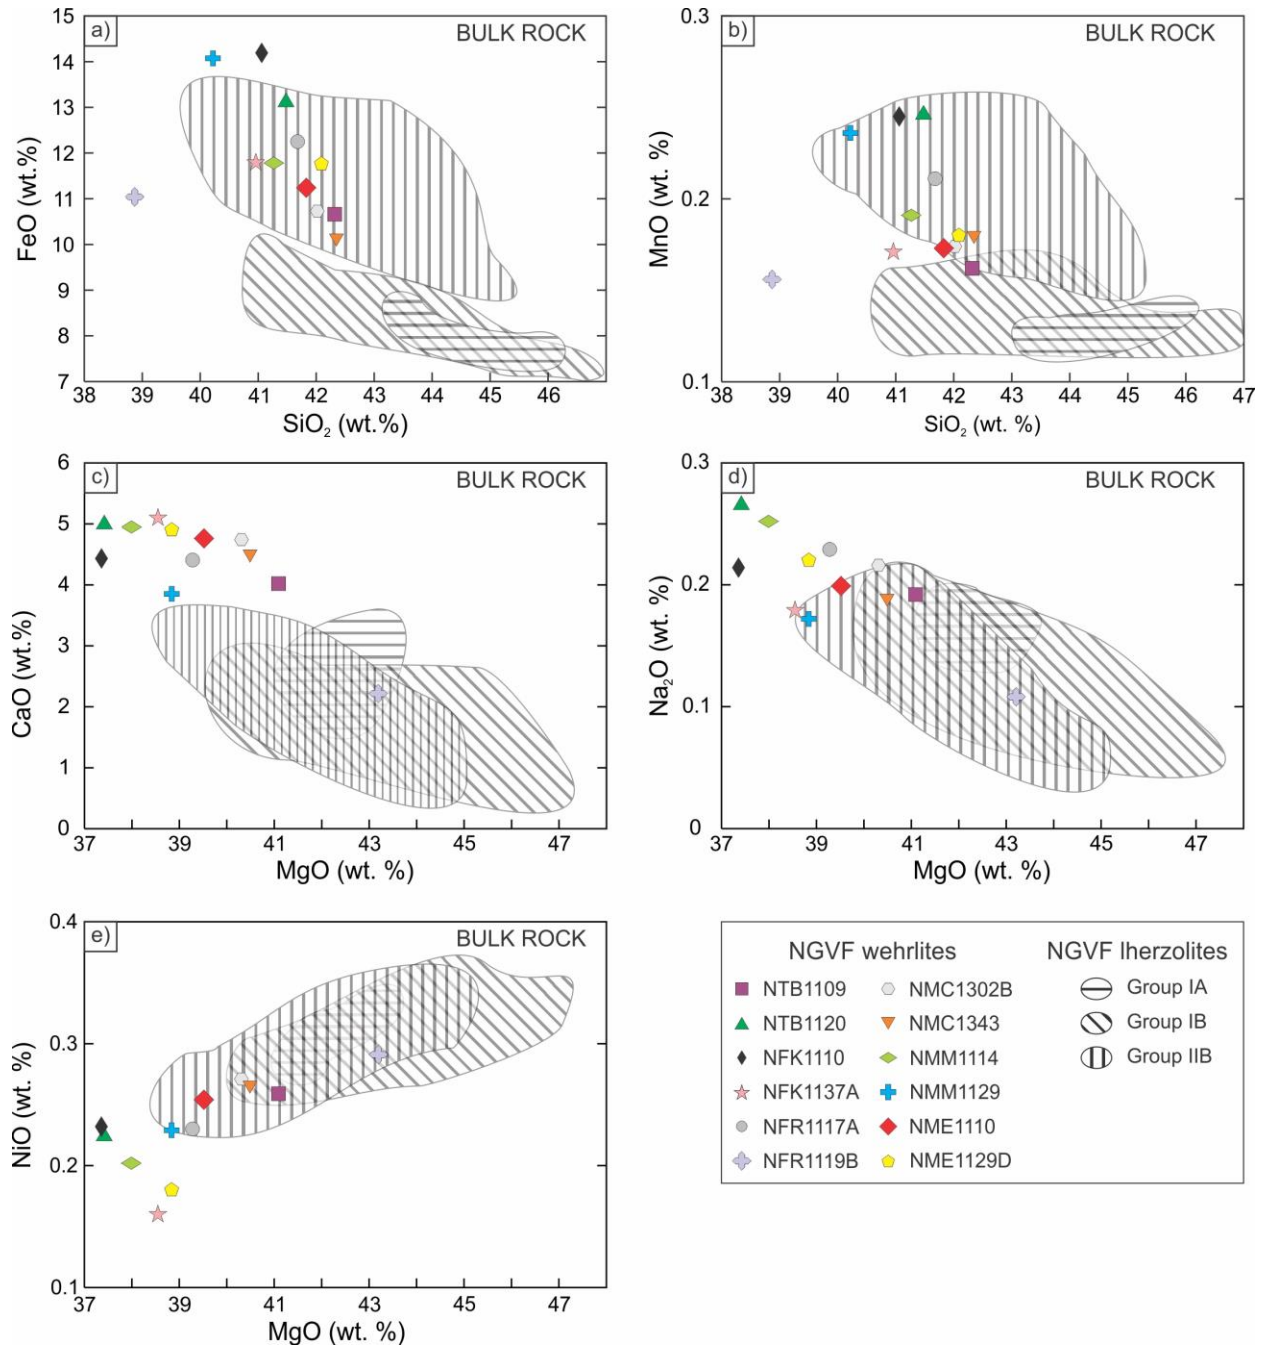 a)
BULK ROCK
15
14
13
12
11
10
9
8
7
FeO (wt. %)
38
39
40
41
42
43
44
45
46
SiO₂ (wt.%)
b)
BULK ROCK
0.3
0.2
0.1
MnO (wt. %)
38
39
40
41
42
43
44
45
46
47
SiO₂ (wt.%)
c)
BULK ROCK
6
5
4
3
2
1
0
CaO (wt.%)
37
39
41
43
45
47
MgO (wt. %)
d)
BULK ROCK
0.3
0.2
0.1
0
Na₂O (wt. %)
37
39
41
43
45
47
MgO (wt. %)
e)
BULK ROCK
0.4
0.3
0.2
0.1
NiO (wt. %)
37
39
41
43
45
47
MgO (wt. %)
NGVF wehrlites
NTB1109
NTB1120
NFK1110
NFK1137A
NFR1117A
NFR1119B
NMC1302B
NMC1343
NMM1114
NMM1129
NME1110
NME1129D
NGVF lherzolites
Group IA
Group IB
Group IIB